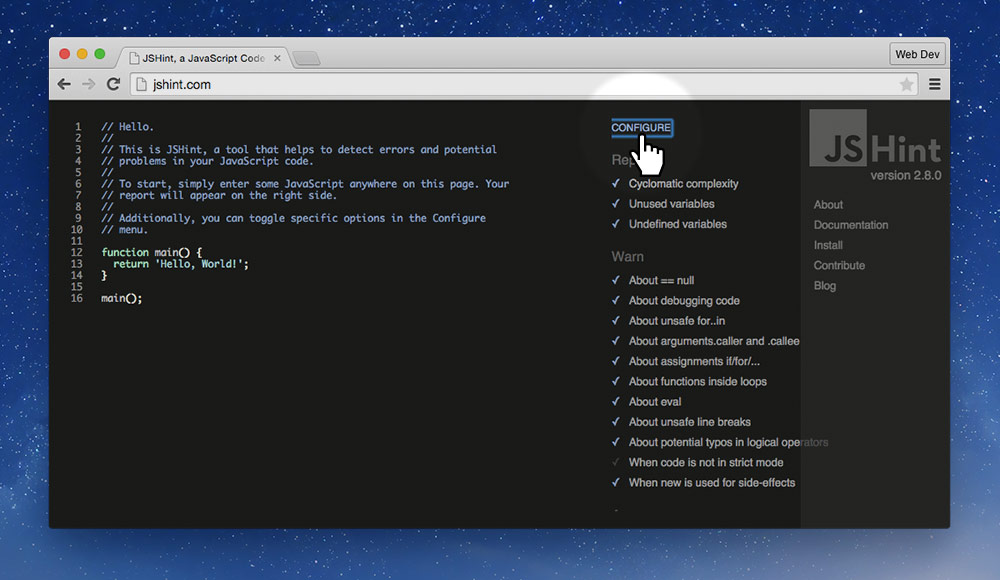 JSHint, a JavaScript Code
Web Dev
jshint.com
1 // Hello.
2 //
3 // This is JSHint, a tool that helps to detect errors and potential
4 // problems in your JavaScript code.
5 //
6 // To start, simply enter some JavaScript anywhere on this page. Your
7 // report will appear on the right side.
8 //
9 // Additionally, you can toggle specific options in the Configure
10 // menu.
11
12 function main() {
13 return 'Hello, World!';
14 }
15
16 main();
CONFIGURE
Cyclomatic complexity
Unused variables
Undefined variables
Warn
About == null
About debugging code
About unsafe for..in
About arguments.caller and .callee
About assignments if/for/...
About functions inside loops
About eval
About unsafe line breaks
About potential typos in logical operators
When code is not in strict mode
When new is used for side-effects
JSHint
version 2.8.0
About
Documentation
Install
Contribute
Blog